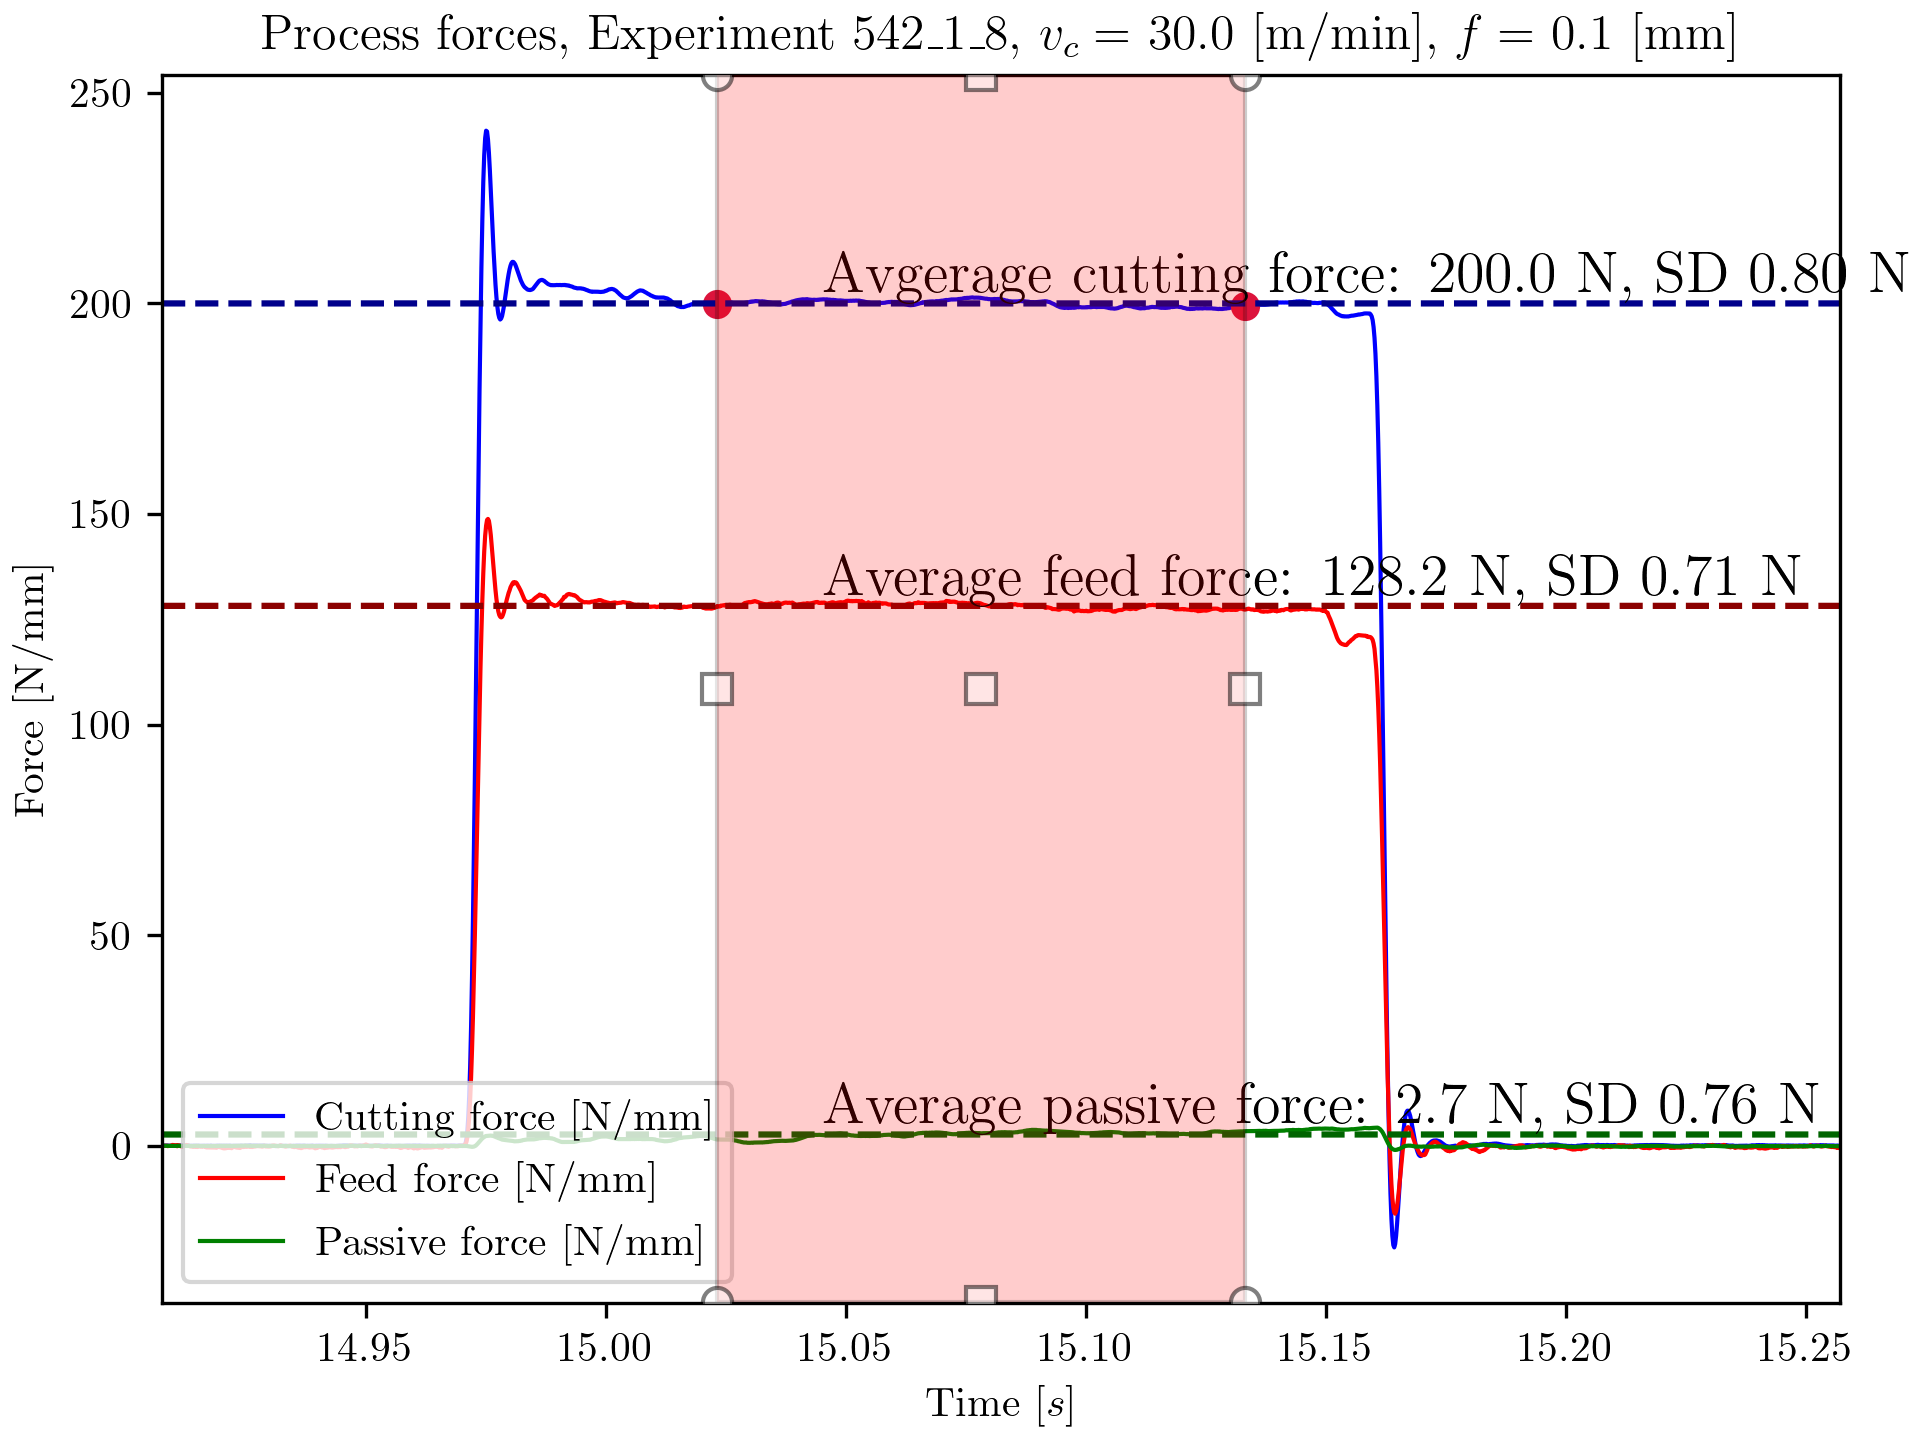 Process forces, Experiment 542_1_8, v_c = 30.0 [m/min], f = 0.1 [mm]
250
200
150
100
50
0
Force [N/mm]
Avgerage cutting force: 200.0 N, SD 0.80 N
Average feed force: 128.2 N, SD 0.71 N
Average passive force: 2.7 N, SD 0.76 N
Cutting force [N/mm]
Feed force [N/mm]
Passive force [N/mm]
14.95 15.00 15.05 15.10 15.15 15.20 15.25
Time [s]